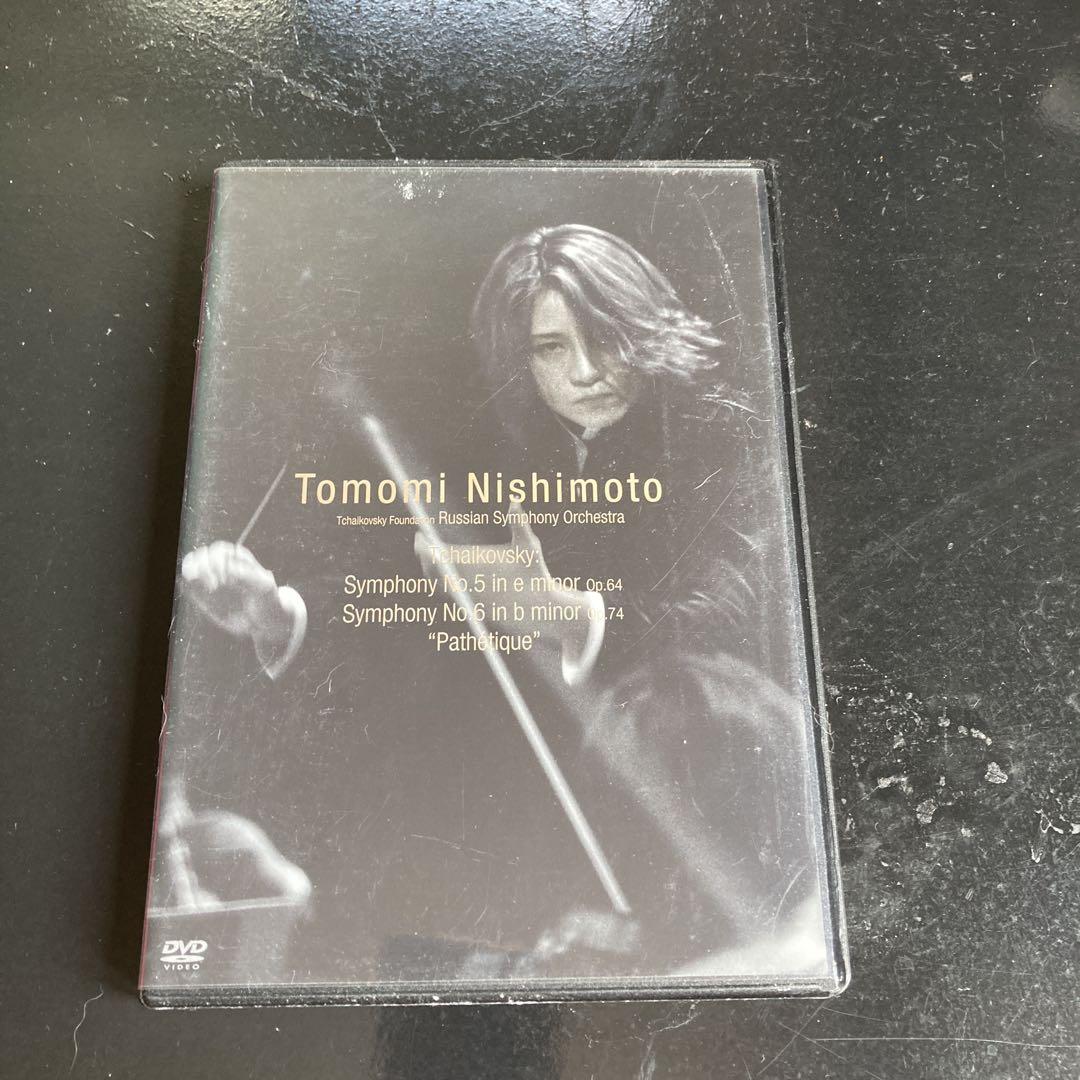 Tomomi Nishimoto
Tchaikovsky Foundation Russian Symphony Orchestra
Tchaikovsky:
Symphony No.5 in e minor Op.64
Symphony No.6 in b minor Op.74
“Pathétique”
DVD
VIDEO